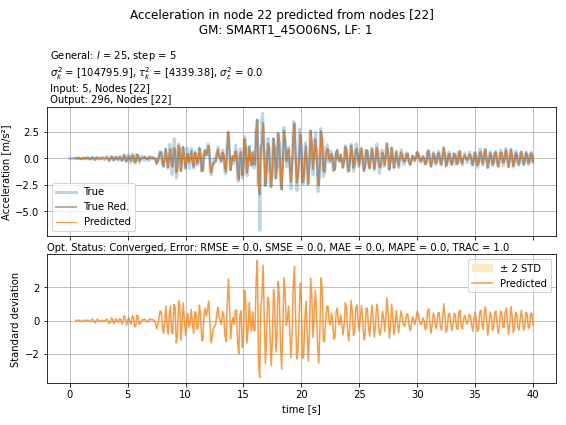 Acceleration in node 22 predicted from nodes [22]
GM: SMART1_45O06NS, LF: 1
General: l = 25, step = 5
σ²ₖ = [104795.9], τ²ₖ = [4339.38], σ²ε = 0.0
Input: 5, Nodes [22]
Output: 296, Nodes [22]
Acceleration [m/s²]
2.5
0.0
−2.5
−5.0
True
True Red.
Predicted
Opt. Status: Converged, Error: RMSE = 0.0, SMSE = 0.0, MAE = 0.0, MAPE = 0.0, TRAC = 1.0
Standard deviation
2
0
−2
± 2 STD
Predicted
0 5 10 15 20 25 30 35 40
time [s]